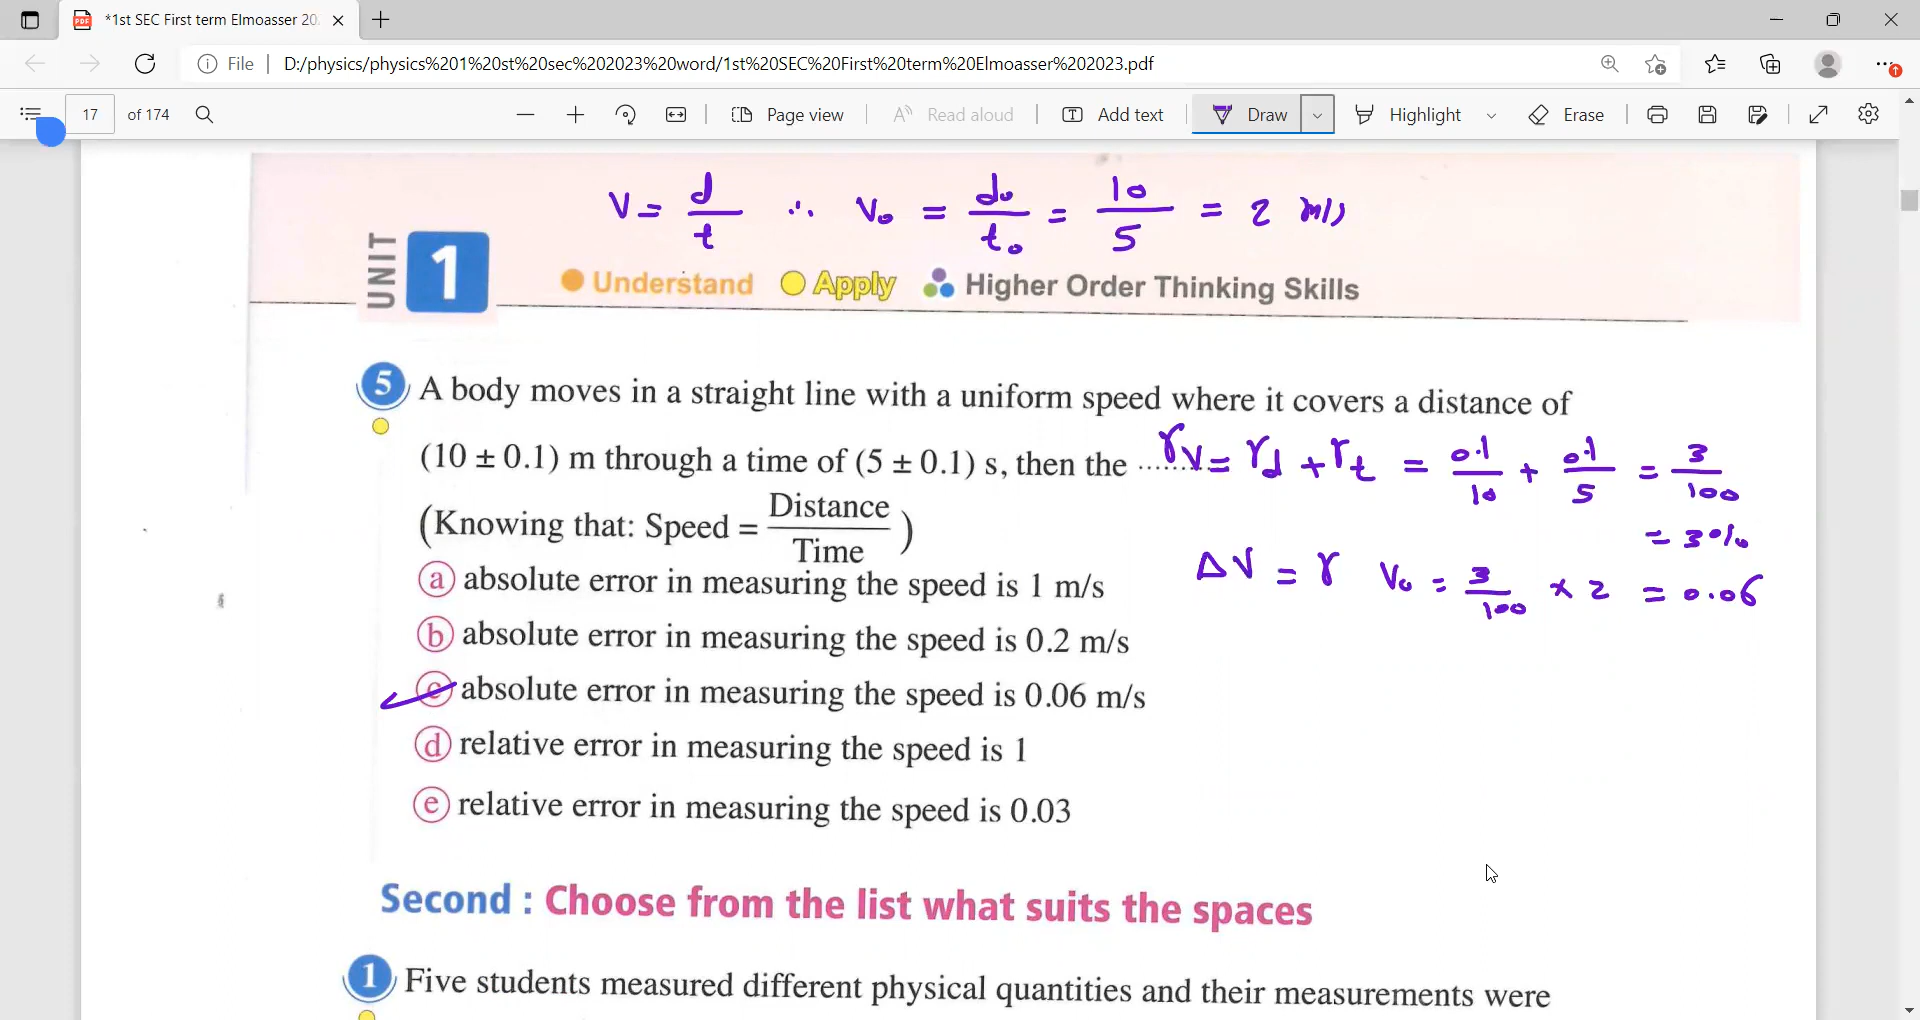 *1st SEC First term Elmoasser 20
File | D:/physics/physics%201%20st%20sec%202023%20word/1st%20SEC%20First%20term%20Elmoasser%202023.pdf
17 of 174 Page view Read aloud Add text Draw Highlight Erase
V = d/t ∴ V₀ = d₀/t₀ = 10/5 = 2 m/s
UNIT 1
Understand Apply Higher Order Thinking Skills
5 A body moves in a straight line with a uniform speed where it covers a distance of
(10 ± 0.1) m through a time of (5 ± 0.1) s, then the ........
r_V = r_d + r_t = 0.1/10 + 0.1/5 = 3/100
= 3%
(Knowing that: Speed = Distance/Time)
ΔV = r V₀ = 3/100 × 2 = 0.06
a absolute error in measuring the speed is 1 m/s
b absolute error in measuring the speed is 0.2 m/s
c absolute error in measuring the speed is 0.06 m/s
d relative error in measuring the speed is 1
e relative error in measuring the speed is 0.03
Second : Choose from the list what suits the spaces
1 Five students measured different physical quantities and their measurements were